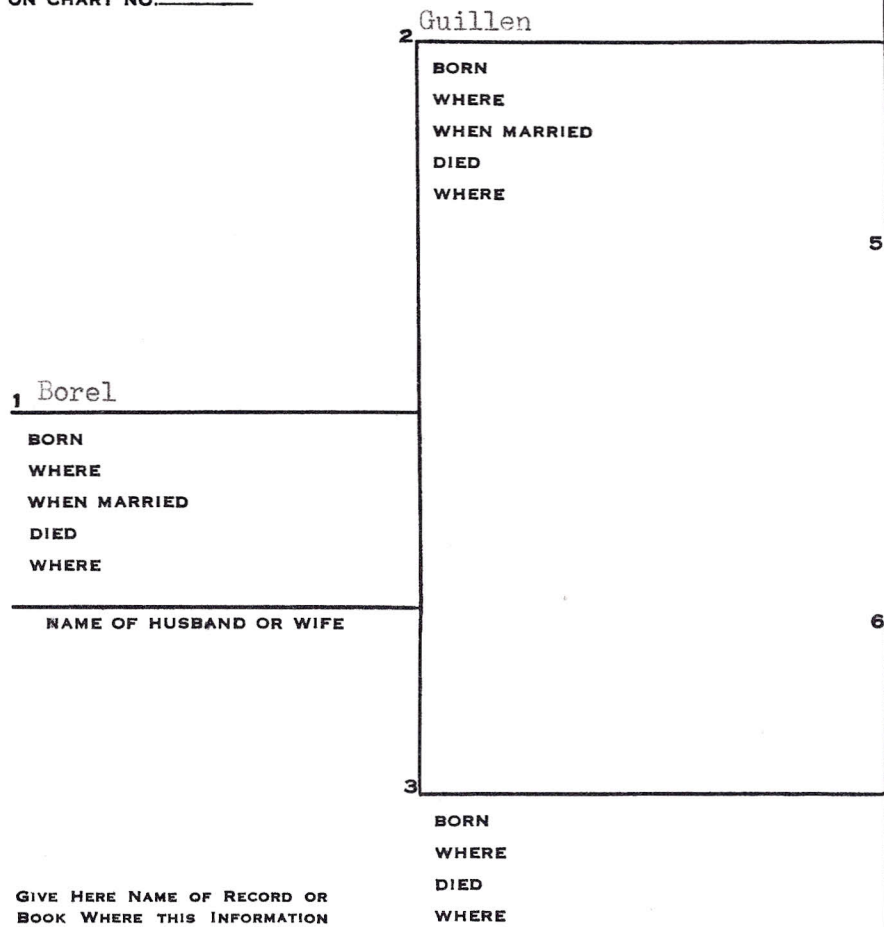 ON CHART NO.
2 Guillen
BORN
WHERE
WHEN MARRIED
DIED
WHERE
5
1 Borel
BORN
WHERE
WHEN MARRIED
DIED
WHERE
NAME OF HUSBAND OR WIFE
6
3
BORN
WHERE
DIED
WHERE
GIVE HERE NAME OF RECORD OR
BOOK WHERE THIS INFORMATION